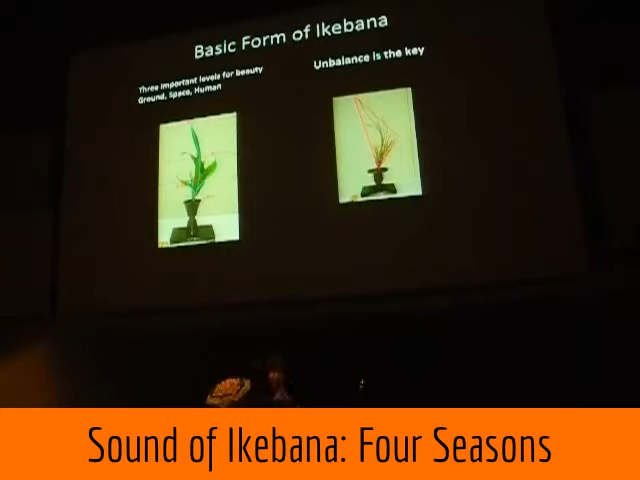 Basic Form of Ikebana
Three important levels for beauty
Ground, Space, Human
Unbalance is the key
Sound of Ikebana: Four Seasons